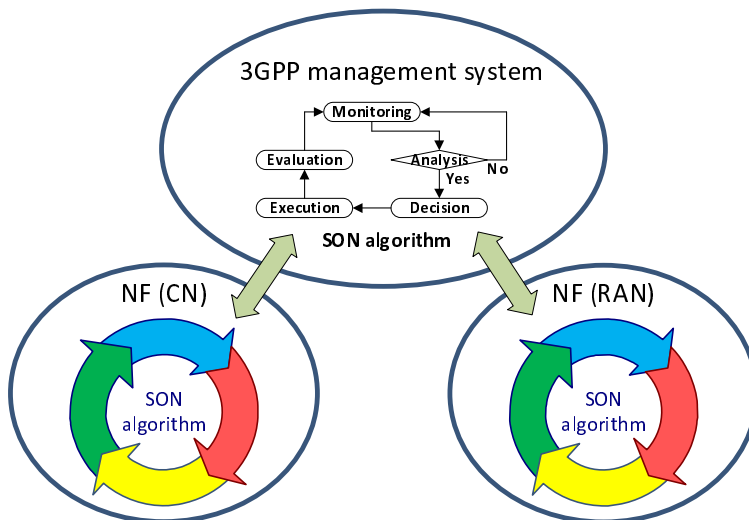 3GPP management system
Monitoring
Evaluation
Analysis
No
Yes
Execution
Decision
SON algorithm
NF (CN)
NF (RAN)
SON
algorithm
SON
algorithm